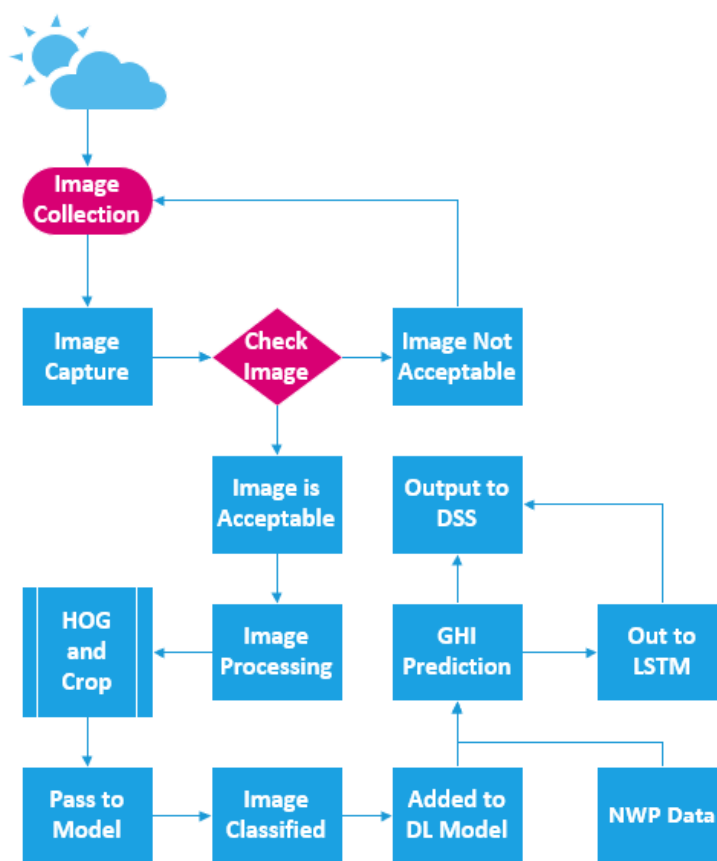 Image
Collection
Image
Capture
Check
Image
Image Not
Acceptable
Image is
Acceptable
Output to
DSS
HOG
and
Crop
Image
Processing
GHI
Prediction
Out to
LSTM
Pass to
Model
Image
Classified
Added to
DL Model
NWP Data